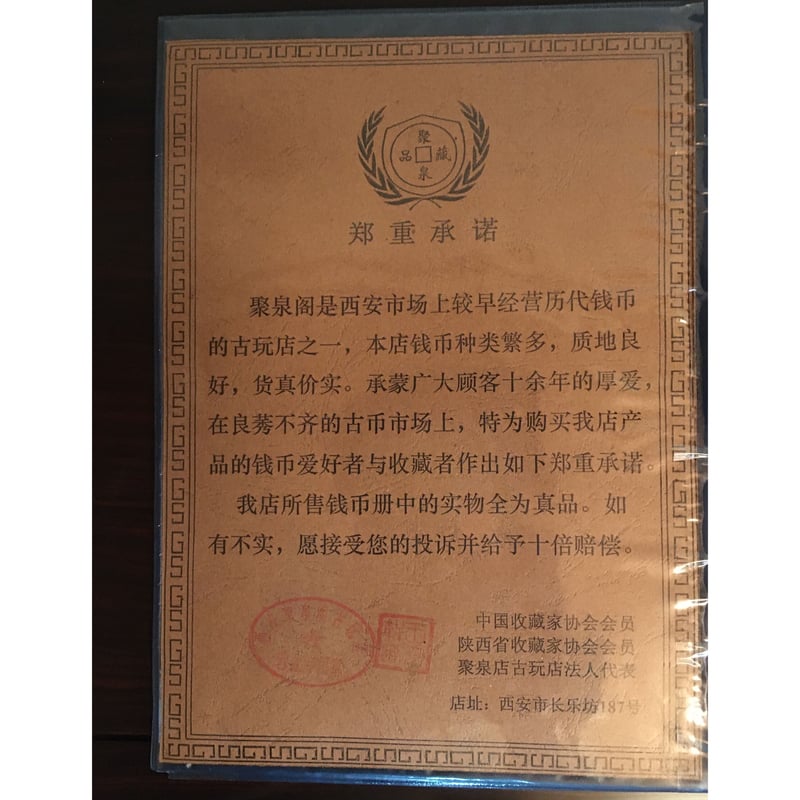 聚
品 藏
泉
郑重承诺
聚泉阁是西安市场上较早经营历代钱币
的古玩店之一，本店钱币种类繁多，质地良
好，货真价实。承蒙广大顾客十余年的厚爱，
在良莠不齐的古币市场上，特为购买我店产
品的钱币爱好者与收藏者作出如下郑重承诺。
我店所售钱币册中的实物全为真品。如
有不实，愿接受您的投诉并给予十倍赔偿。
中国收藏家协会会员
陕西省收藏家协会会员
聚泉店古玩店法人代表
店址：西安市长乐坊187号